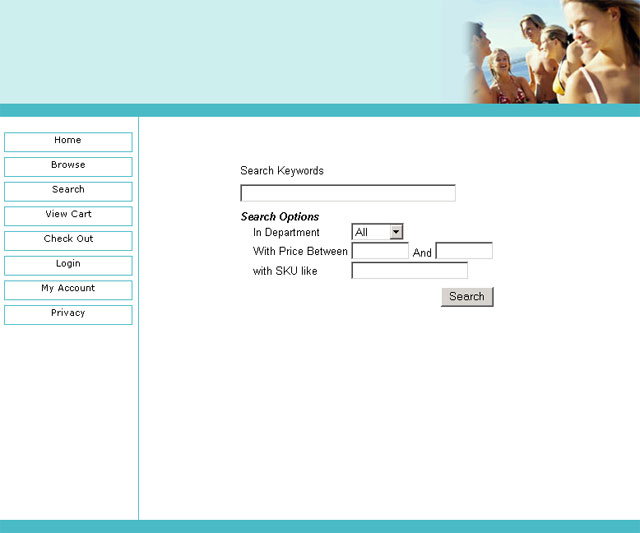 Home
Browse
Search
View Cart
Check Out
Login
My Account
Privacy
Search Keywords
Search Options
In Department All
With Price Between And
with SKU like
Search